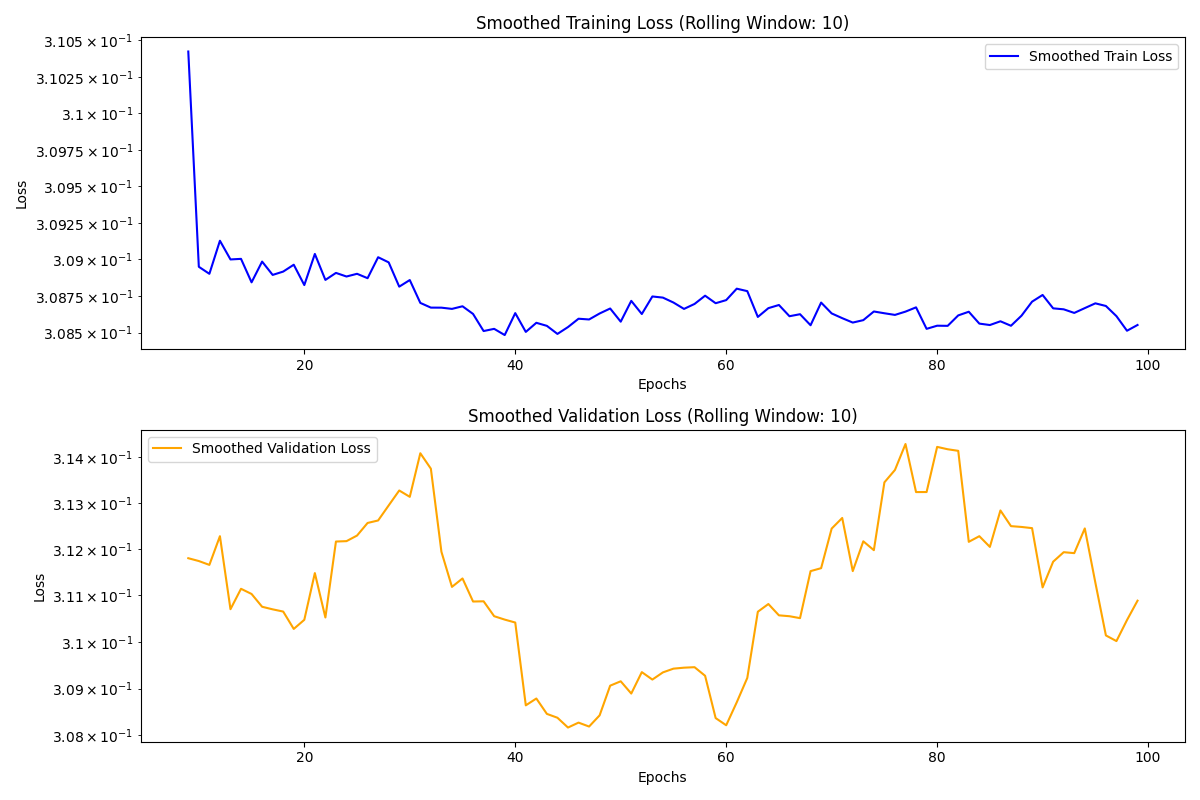 Smoothed Training Loss (Rolling Window: 10)
3.105 × 10⁻¹
3.1025 × 10⁻¹
3.1 × 10⁻¹
3.0975 × 10⁻¹
3.095 × 10⁻¹
3.0925 × 10⁻¹
3.09 × 10⁻¹
3.0875 × 10⁻¹
3.085 × 10⁻¹
Loss
Smoothed Train Loss
20 40 60 80 100
Epochs
Smoothed Validation Loss (Rolling Window: 10)
Smoothed Validation Loss
3.14 × 10⁻¹
3.13 × 10⁻¹
3.12 × 10⁻¹
3.11 × 10⁻¹
3.1 × 10⁻¹
3.09 × 10⁻¹
3.08 × 10⁻¹
Loss
20 40 60 80 100
Epochs